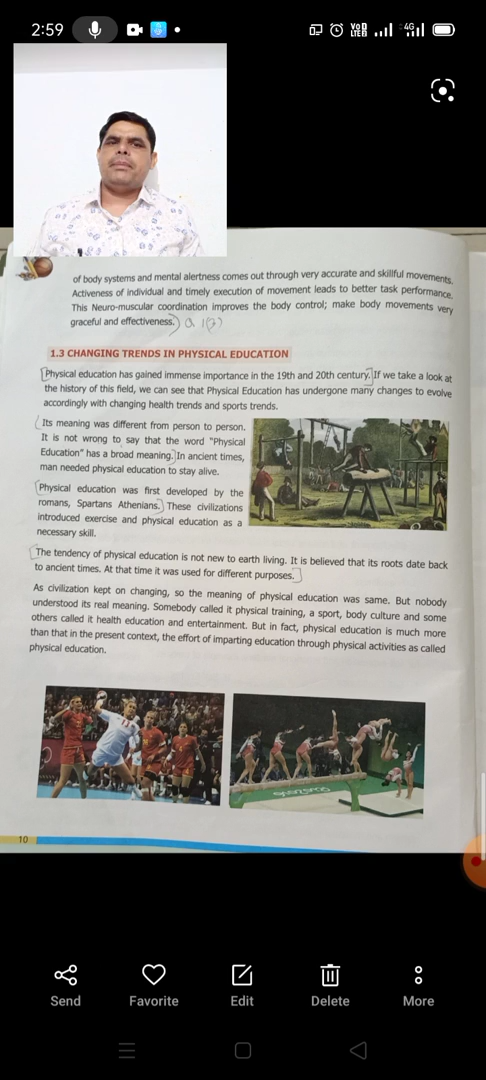 2:59
Vo LTE
4G
of body systems and mental alertness comes out through very accurate and skillful movements.
Activeness of individual and timely execution of movement leads to better task performance.
This Neuro-muscular coordination improves the body control; make body movements very
graceful and effectiveness.
1.3 CHANGING TRENDS IN PHYSICAL EDUCATION
Physical education has gained immense importance in the 19th and 20th century. If we take a look at
the history of this field, we can see that Physical Education has undergone many changes to evolve
accordingly with changing health trends and sports trends.
Its meaning was different from person to person.
It is not wrong to say that the word "Physical
Education" has a broad meaning. In ancient times,
man needed physical education to stay alive.
Physical education was first developed by the
romans, Spartans Athenians. These civilizations
introduced exercise and physical education as a
necessary skill.
The tendency of physical education is not new to earth living. It is believed that its roots date back
to ancient times. At that time it was used for different purposes.
As civilization kept on changing, so the meaning of physical education was same. But nobody
understood its real meaning. Somebody called it physical training, a sport, body culture and some
others called it health education and entertainment. But in fact, physical education is much more
than that in the present context, the effort of imparting education through physical activities as called
physical education.
10
Send Favorite Edit Delete More